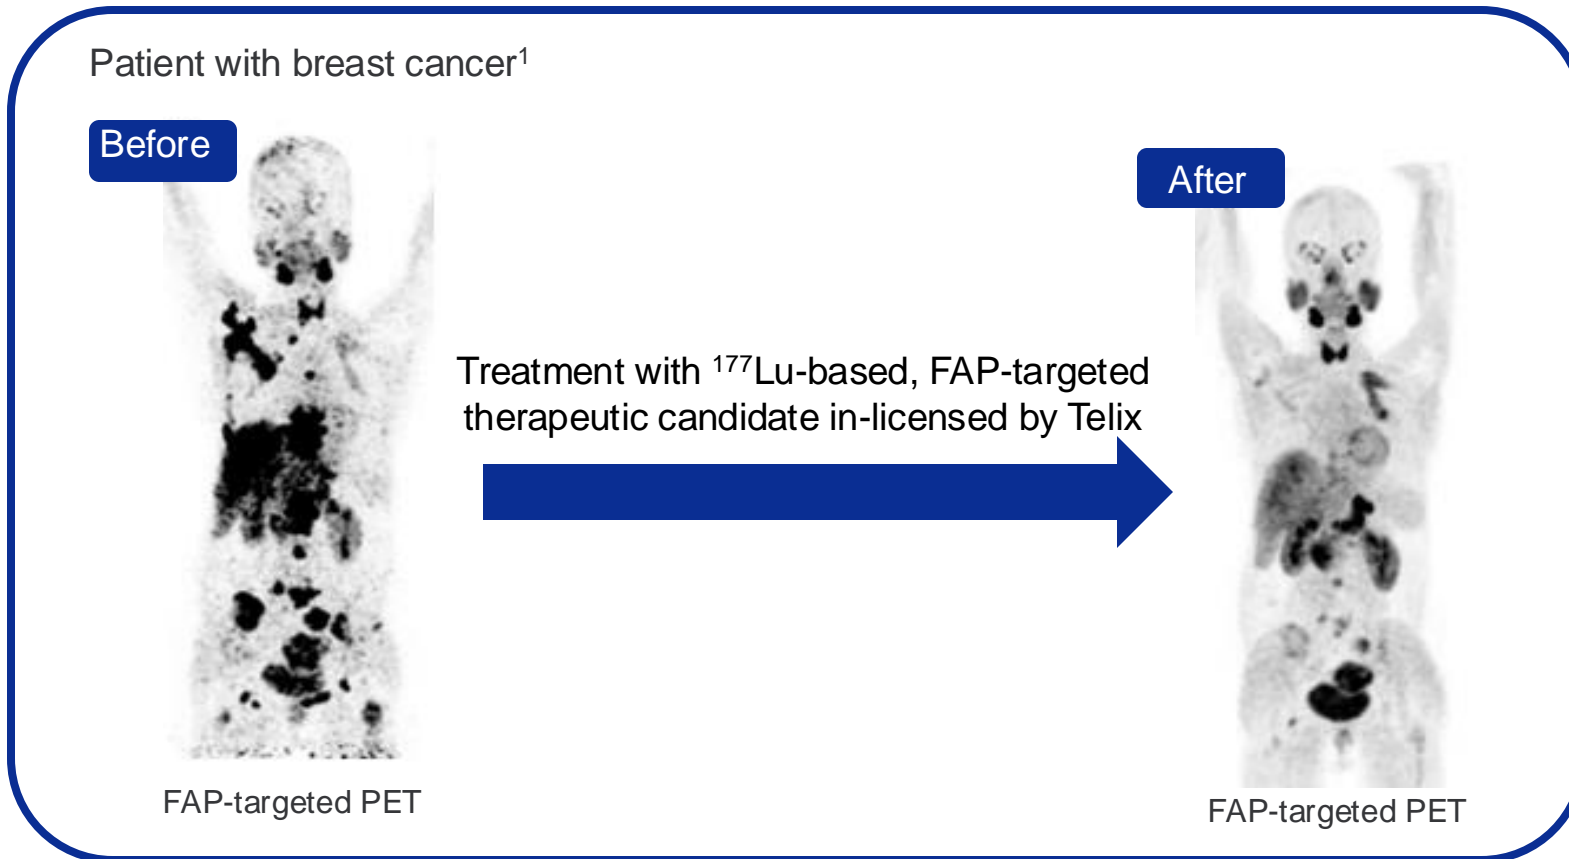 Patient with breast cancer¹
Before
After
Treatment with ¹⁷⁷Lu-based, FAP-targeted
therapeutic candidate in-licensed by Telix
FAP-targeted PET
FAP-targeted PET